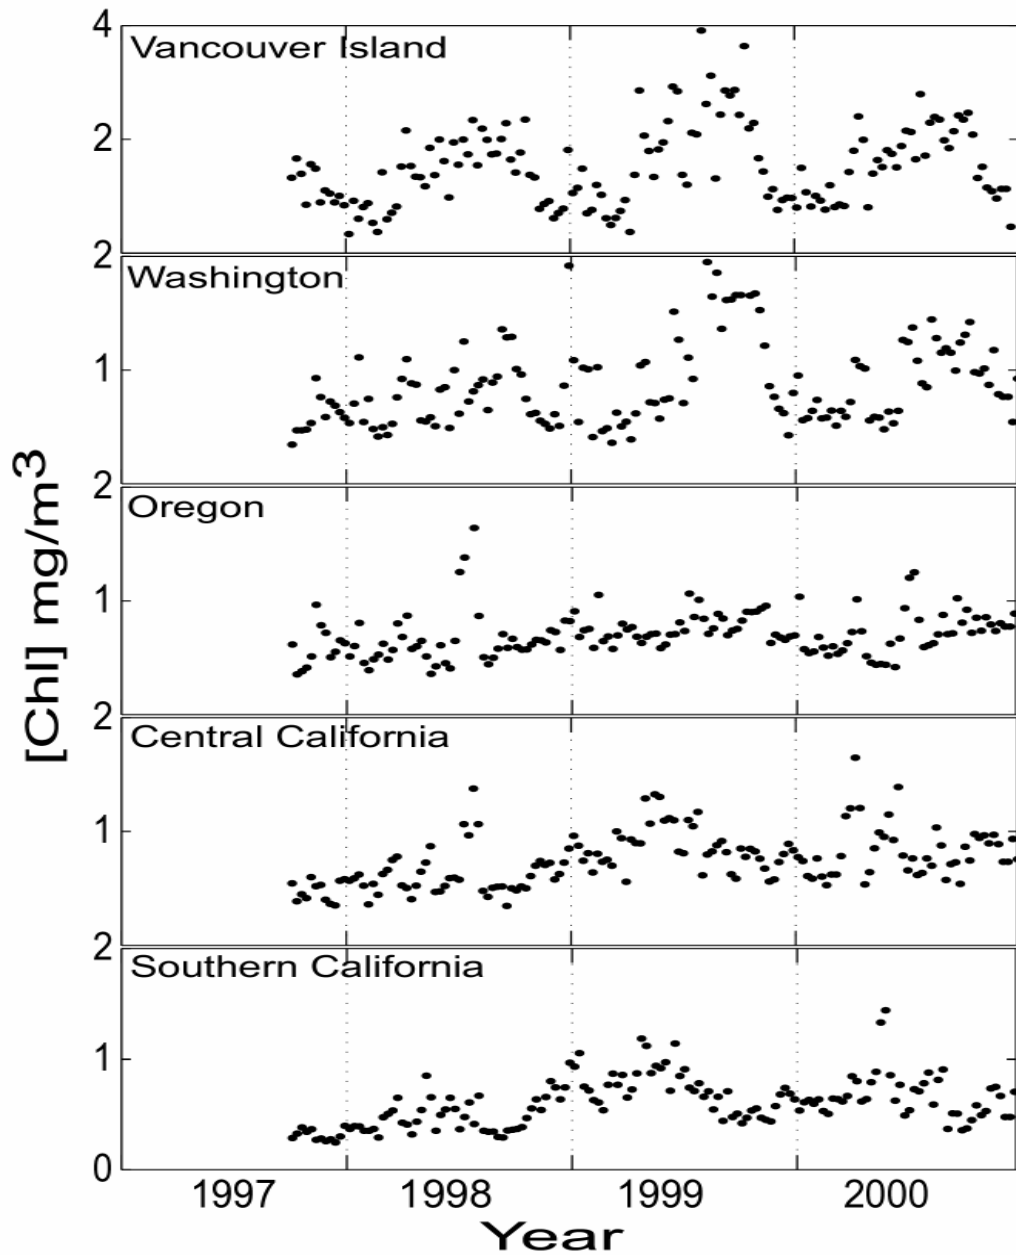 4
Vancouver Island
2
2
Washington
1
2
Oregon
1
2
Central California
1
2
Southern California
1
0
[Chl] mg/m3
1997 1998 1999 2000
Year